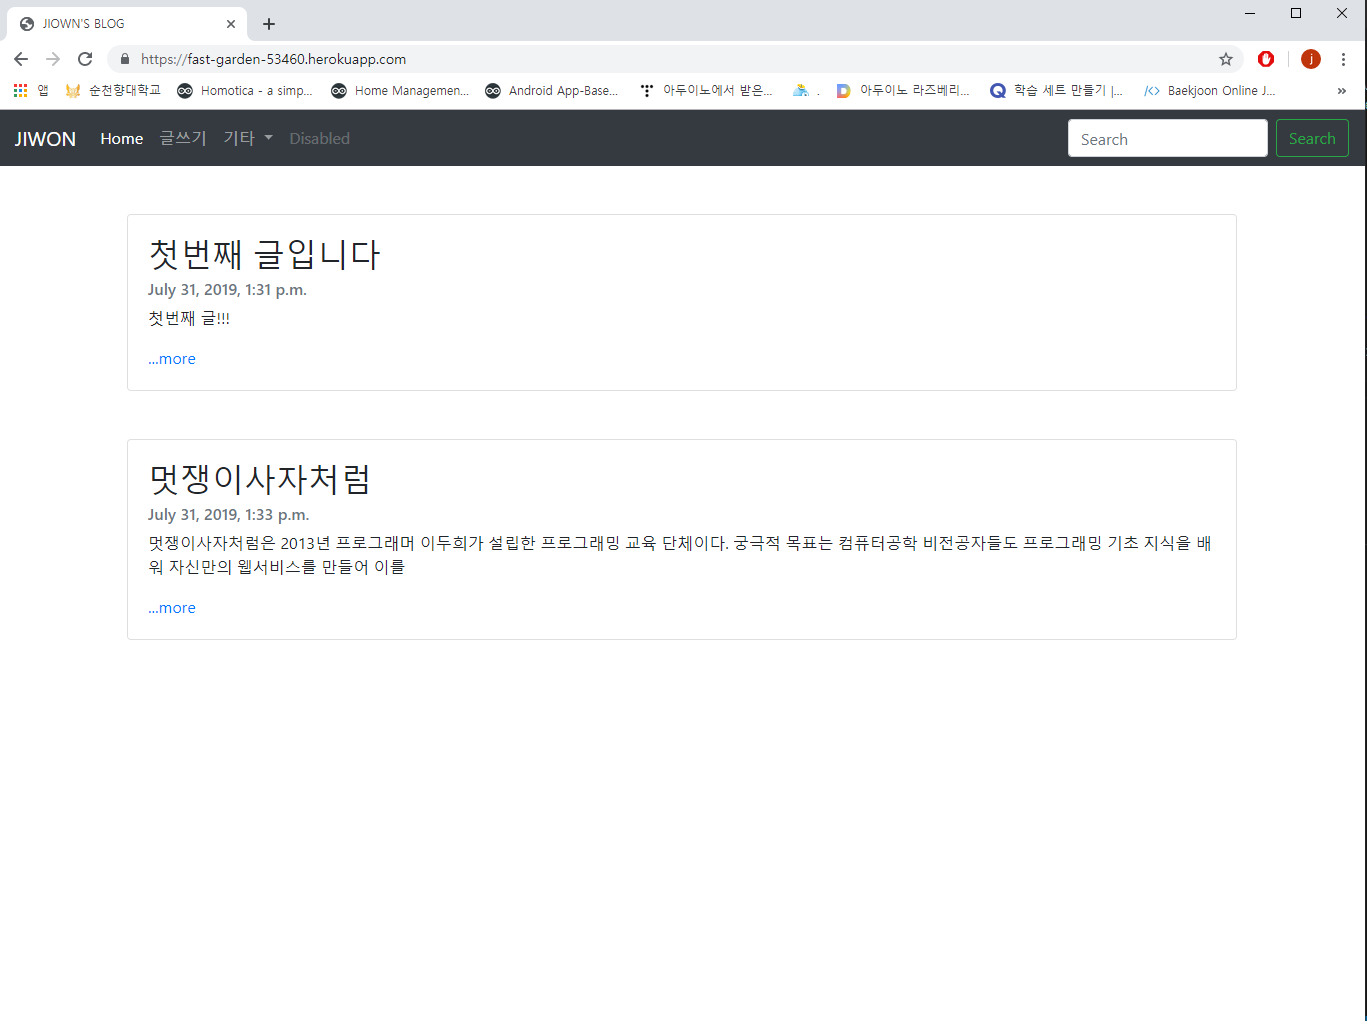 JIOWN'S BLOG
https://fast-garden-53460.herokuapp.com
j
앱 순천향대학교 Homotica - a simp... Home Managemen... Android App-Base... 아두이노에서 받은... . 아두이노 라즈베리... 학습 세트 만들기 |... Baekjoon Online J... »
JIWON Home 글쓰기 기타 Disabled Search Search
첫번째 글입니다
July 31, 2019, 1:31 p.m.
첫번째 글!!!
...more
멋쟁이사자처럼
July 31, 2019, 1:33 p.m.
멋쟁이사자처럼은 2013년 프로그래머 이두희가 설립한 프로그래밍 교육 단체이다. 궁극적 목표는 컴퓨터공학 비전공자들도 프로그래밍 기초 지식을 배
워 자신만의 웹서비스를 만들어 이를
...more